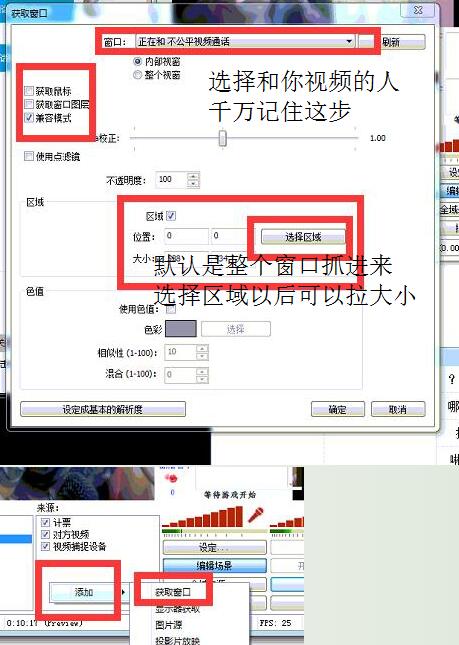 获取窗口
窗口: 正在和 不公平视频通话 刷新
内部视窗
整个视窗
选择和你视频的人
千万记住这步
获取鼠标
获取窗口图层
兼容模式
校正: 1.00
使用点滤镜
不透明度: 100
区域
区域
位置: 0 0 选择区域
大小:
默认是整个窗口抓进来
选择区域以后可以拉大小
色值
使用色值:
色彩 选择
相似性 (1-100): 10
混合 (1-100): 0
设定成基本的解析度 确定 取消
等待游戏开始
来源:
计票
对方视频
视频捕捉设备
设定...
编辑场景
添加
获取窗口
显示器获取
图片源
投影片放映
0:10:17 (Preview) FPS: 25